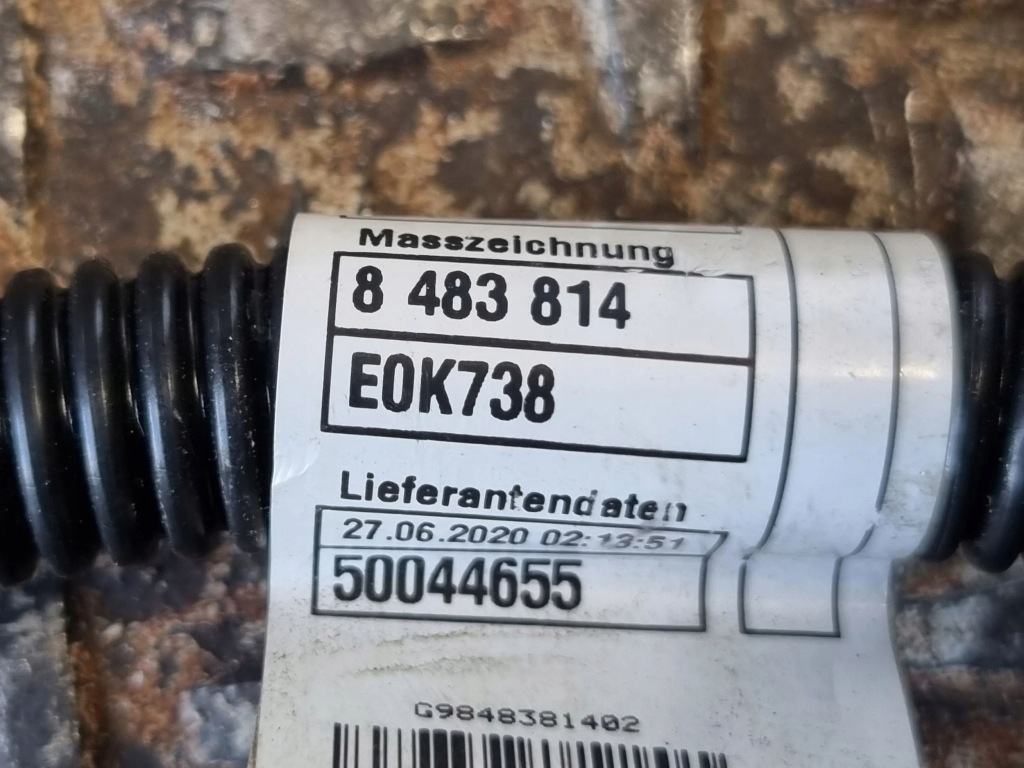 Masszeichnung
8 483 814
E0K738
Lieferantendaten
27.06.2020 02:13:51
50044655
G9848381402